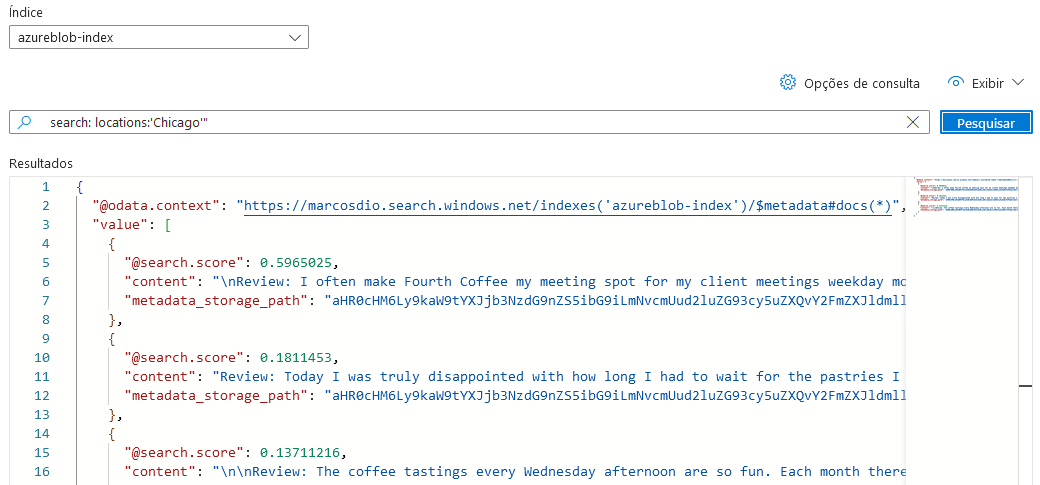 Índice
azureblob-index
Opções de consulta
Exibir
search: locations:'Chicago'"
Pesquisar
Resultados
1 {
2 "@odata.context": "https://marcosdio.search.windows.net/indexes('azureblob-index')/$metadata#docs(*)",
3 "value": [
4 {
5 "@search.score": 0.5965025,
6 "content": "\nReview: I often make Fourth Coffee my meeting spot for my client meetings weekday mo
7 "metadata_storage_path": "aHR0cHM6Ly9kaW9tYXJjb3NzdG9nZS5ibG9iLmNvcmUud2luZG93cy5uZXQvY2FmZXJldmll
8 },
9 {
10 "@search.score": 0.1811453,
11 "content": "Review: Today I was truly disappointed with how long I had to wait for the pastries I
12 "metadata_storage_path": "aHR0cHM6Ly9kaW9tYXJjb3NzdG9nZS5ibG9iLmNvcmUud2luZG93cy5uZXQvY2FmZXJldmll
13 },
14 {
15 "@search.score": 0.13711216,
16 "content": "\n\nReview: The coffee tastings every Wednesday afternoon are so fun. Each month there